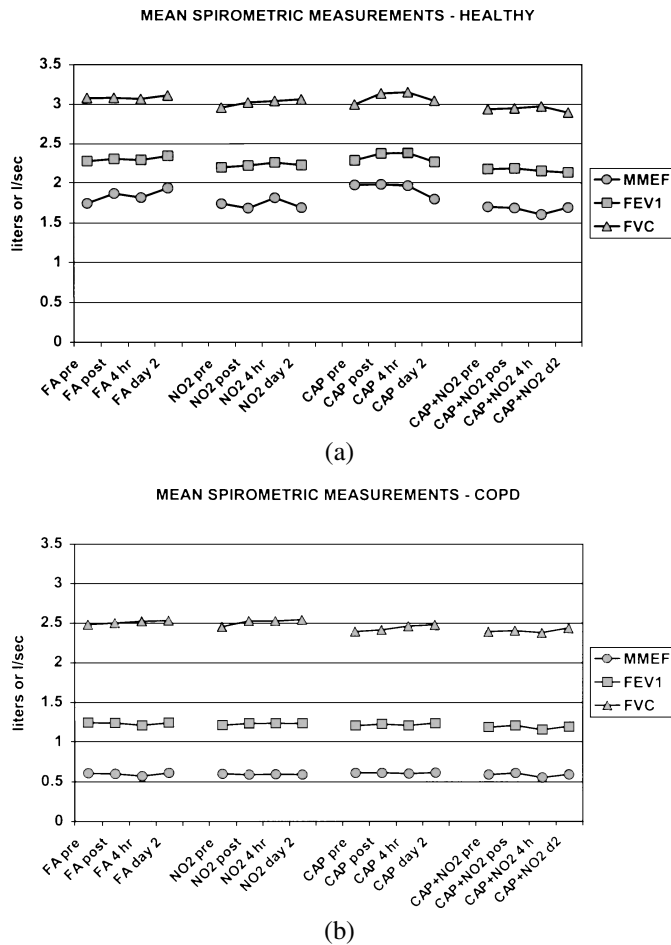 MEAN SPIROMETRIC MEASUREMENTS - HEALTHY
3.5
3
2.5
2
1.5
1
0.5
0
liters or l/sec
FA pre
FA post
FA 4 hr
FA day 2
NO2 pre
NO2 post
NO2 4 hr
NO2 day 2
CAP pre
CAP post
CAP 4 hr
CAP day 2
CAP+NO2 pre
CAP+NO2 pos
CAP+NO2 4 h
CAP+NO2 d2
MMEF
FEV1
FVC
(a)
MEAN SPIROMETRIC MEASUREMENTS - COPD
3.5
3
2.5
2
1.5
1
0.5
0
liters or l/sec
FA pre
FA post
FA 4 hr
FA day 2
NO2 pre
NO2 post
NO2 4 hr
NO2 day 2
CAP pre
CAP post
CAP 4 hr
CAP day 2
CAP+NO2 pre
CAP+NO2 pos
CAP+NO2 4 h
CAP+NO2 d2
MMEF
FEV1
FVC
(b)